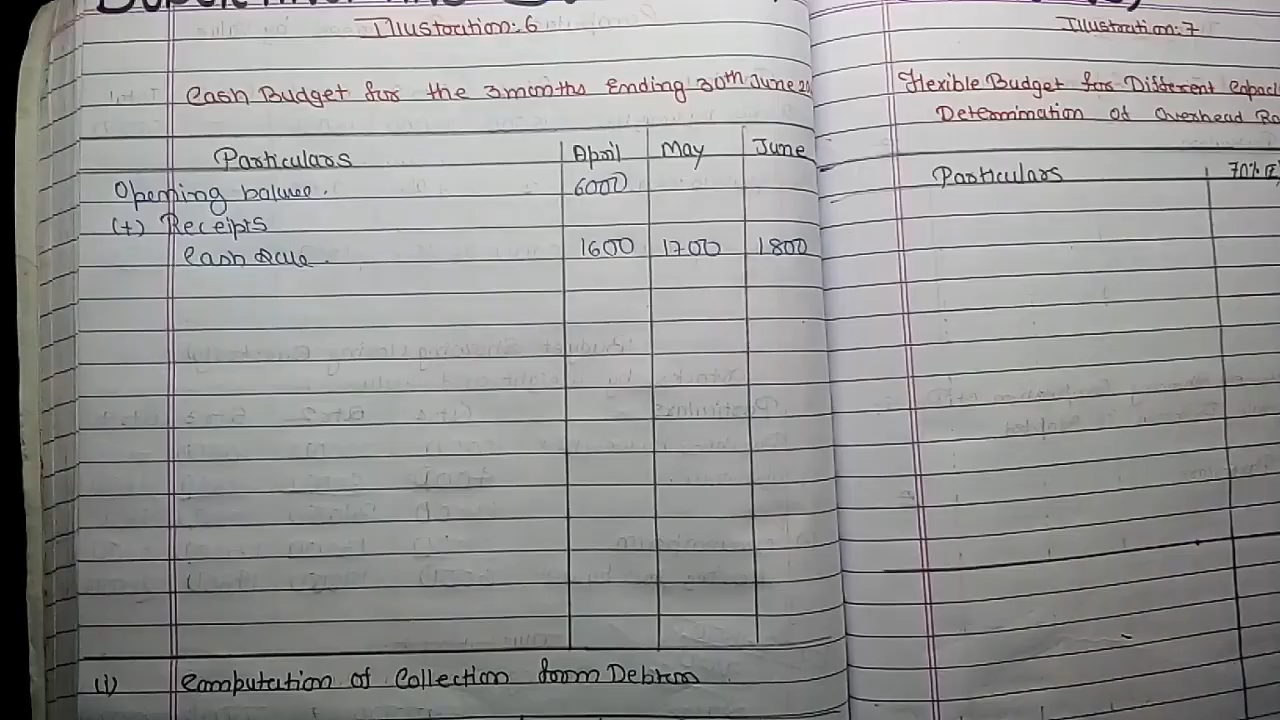 Illustration: 6
Cash Budget for the 3 months Ending 30th June
Particulars April May June
Opening balance. 6000
(+) Receipts
Cash Sale. 1600 1700 1800
(i) Computation of Collection from Debtors
Illustration: 7
Flexible Budget for Different
Determination of Overhead
Particulars 70%